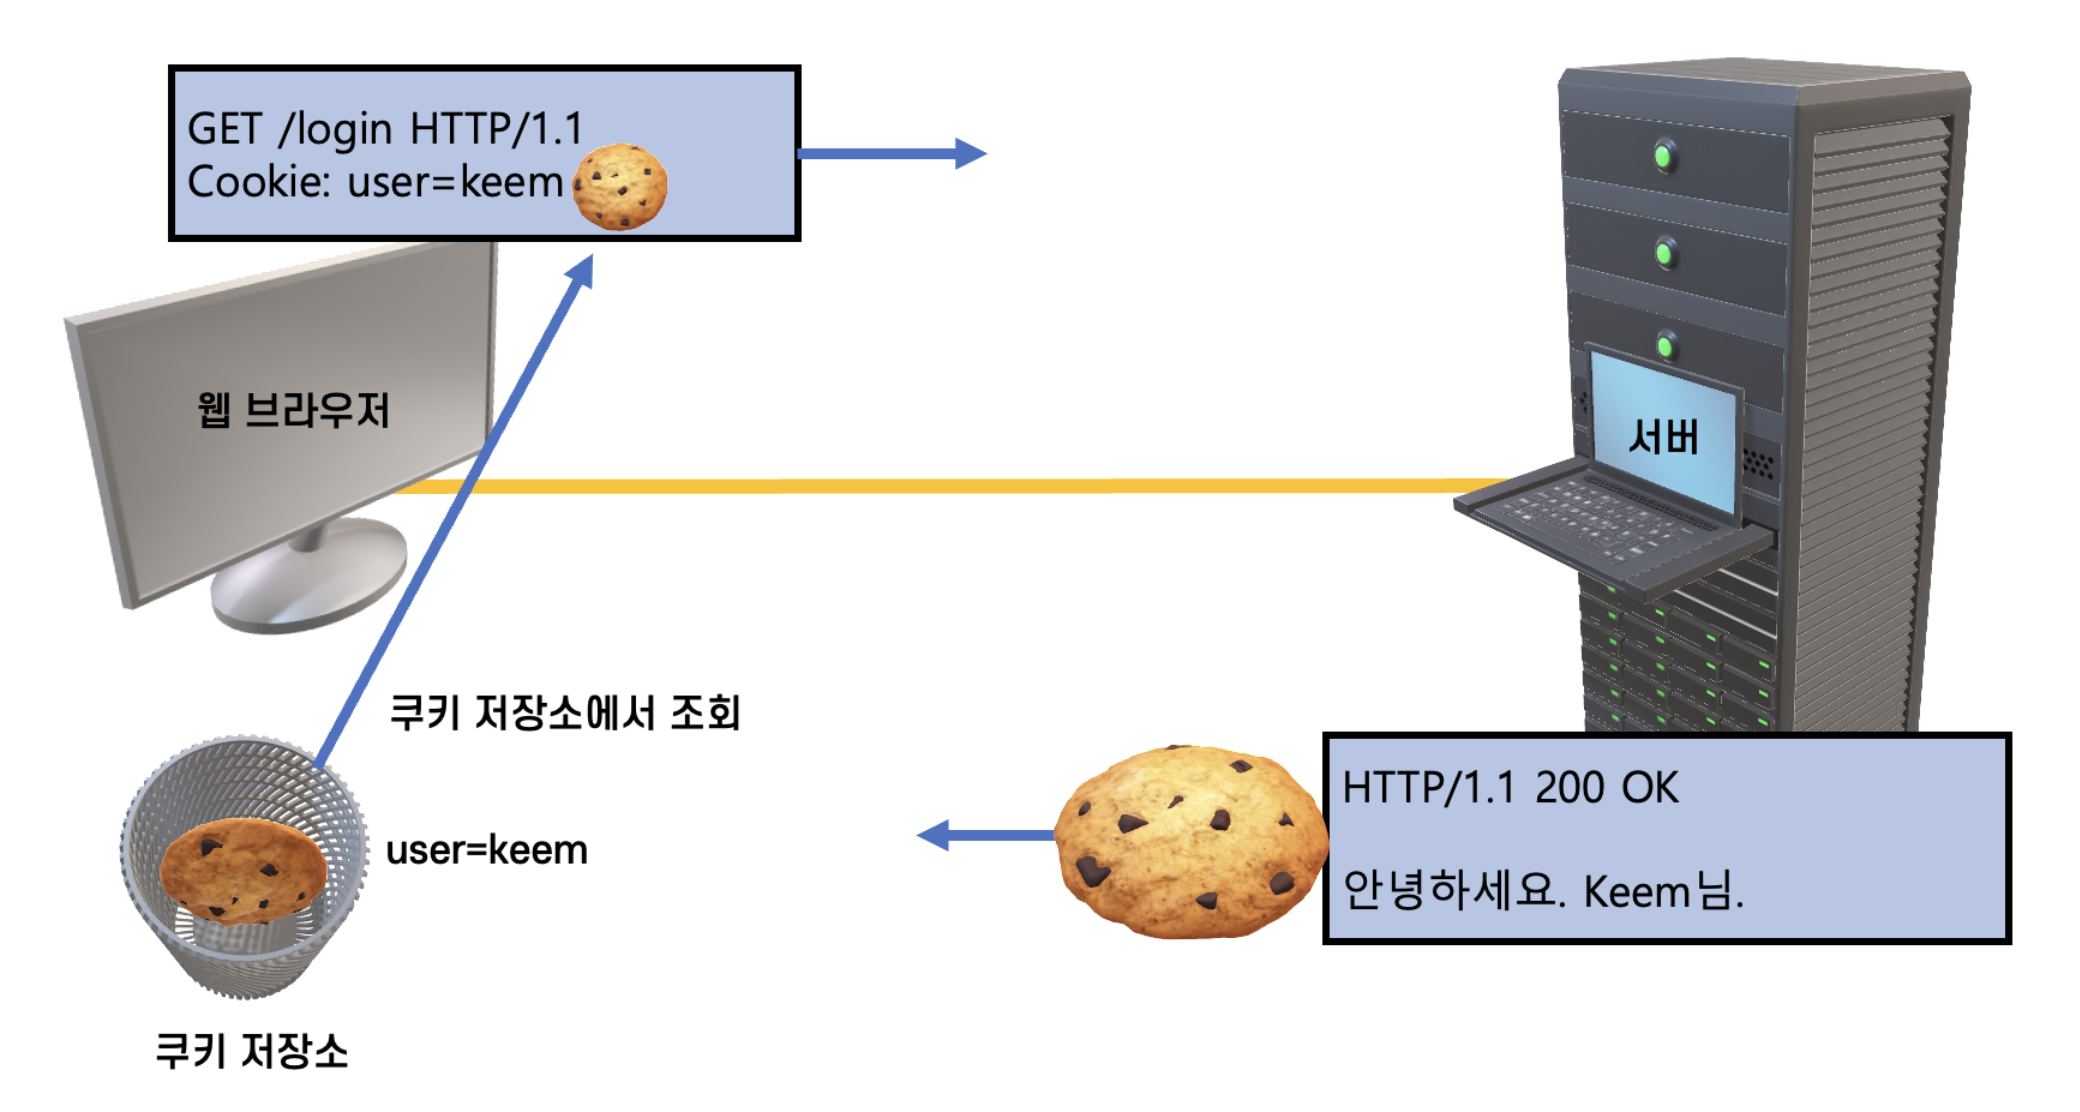 GET /login HTTP/1.1
Cookie: user=keem
웹 브라우저
서버
쿠키 저장소에서 조회
user=keem
HTTP/1.1 200 OK
안녕하세요. Keem님.
쿠키 저장소